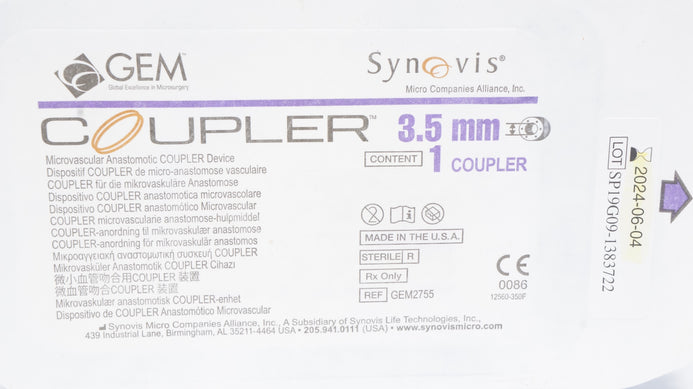 GEM™
Global Excellence in Microsurgery
Synovis®
Micro Companies Alliance, Inc.
COUPLER™ 3.5 mm
Microvascular Anastomotic COUPLER Device
Dispositif COUPLER de micro-anastomose vasculaire
COUPLER für die mikrovaskuläre Anastomose
Dispositivo COUPLER anastomotico microvascolare
Dispositivo COUPLER anastomótico Microvascular
COUPLER microvasculaire anastomose-hulpmiddel
COUPLER-anordning til mikrovaskulær anastomose
COUPLER-anordning för mikrovaskulär anastomos
Μικροαγγειακή αναστομωτική συσκευή COUPLER
Mikrovasküler Anastomotik COUPLER Cihazı
微小血管吻合用COUPLER 装置
微血管吻合COUPLER 装置
Mikrovaskulær anastomotisk COUPLER-enhet
Dispositivo de COUPLER Anastomótico Microvascular
CONTENT 1 COUPLER
MADE IN THE U.S.A.
STERILE R
Rx Only
REF GEM2755
CE
0086
12560-350F
Synovis Micro Companies Alliance, Inc., A Subsidiary of Synovis Life Technologies, Inc.,
439 Industrial Lane, Birmingham, AL 35211-4464 USA • 205.941.0111 (USA) • www.synovismicro.com
2024-06-04
LOT SP19G09-1383722